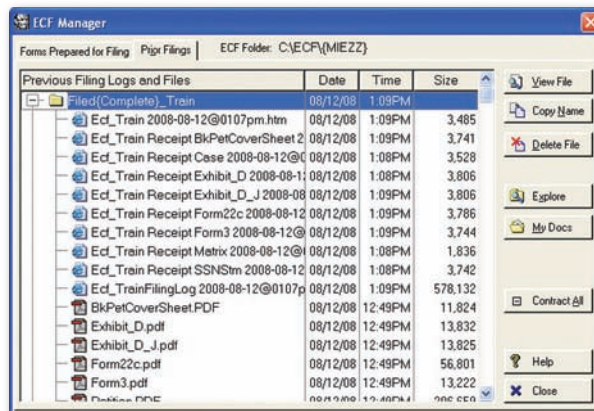 ECF Manager
Forms Prepared for Filing Prior Filings ECF Folder: C:\ECF\{MIEZZ}
Previous Filing Logs and Files Date Time Size
Filed{Complete}_Train 08/12/08 1:09PM
Ecf_Train 2008-08-12@0107pm.htm 08/12/08 1:09PM 3,485
Ecf_Train Receipt BkPetCoverSheet 2 08/12/08 1:09PM 3,741
Ecf_Train Receipt Case 2008-08-12@0 08/12/08 1:08PM 3,528
Ecf_Train Receipt Exhibit_D 2008-08-1 08/12/08 1:08PM 3,806
Ecf_Train Receipt Exhibit_D_J 2008-08 08/12/08 1:09PM 3,806
Ecf_Train Receipt Form22c 2008-08-12 08/12/08 1:09PM 3,786
Ecf_Train Receipt Form3 2008-08-12@ 08/12/08 1:09PM 3,744
Ecf_Train Receipt Matrix 2008-08-12@ 08/12/08 1:08PM 1,836
Ecf_Train Receipt SSNStm 2008-08-12 08/12/08 1:08PM 3,742
Ecf_TrainFilingLog 2008-08-12@0107p 08/12/08 1:09PM 578,132
BkPetCoverSheet.PDF 08/12/08 12:49PM 11,824
Exhibit_D.pdf 08/12/08 12:49PM 13,832
Exhibit_D_J.pdf 08/12/08 12:49PM 13,825
Form22c.pdf 08/12/08 12:49PM 56,801
Form3.pdf 08/12/08 12:49PM 13,222
Petition.PDF 08/12/08 12:49PM
View File
Copy Name
Delete File
Explore
My Docs
Contract All
Help
Close